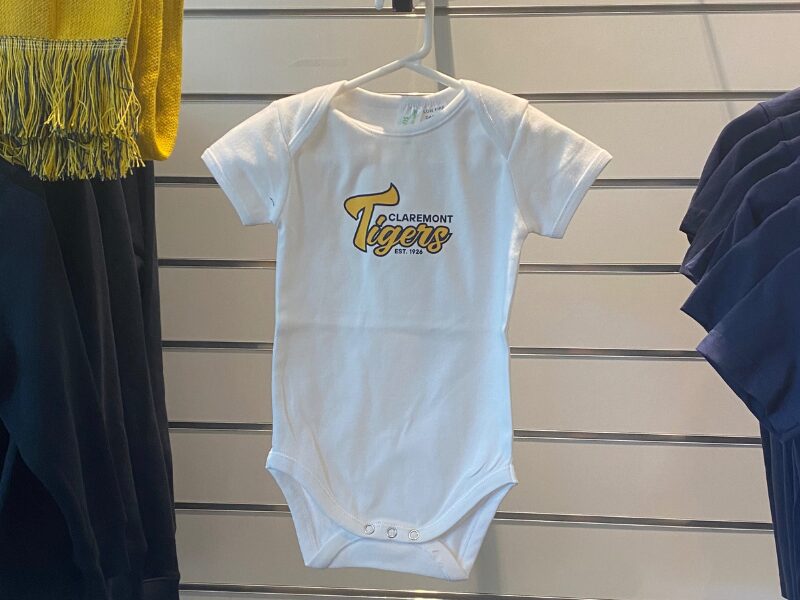 CLAREMONT
Tigers
EST. 1926